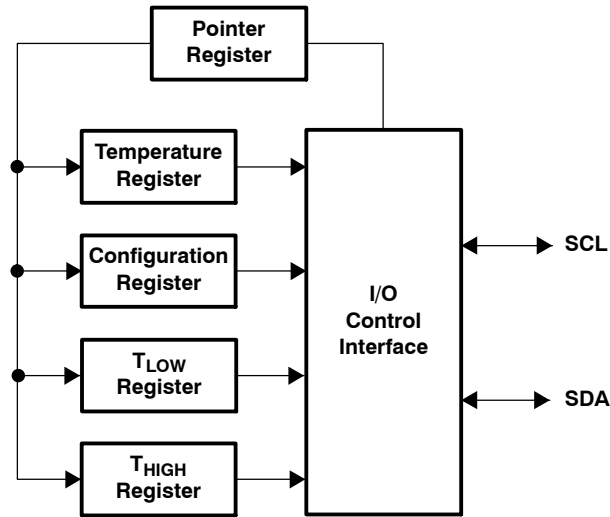 Pointer
Register
Temperature
Register
Configuration
Register
TLOW
Register
THIGH
Register
I/O
Control
Interface
SCL
SDA